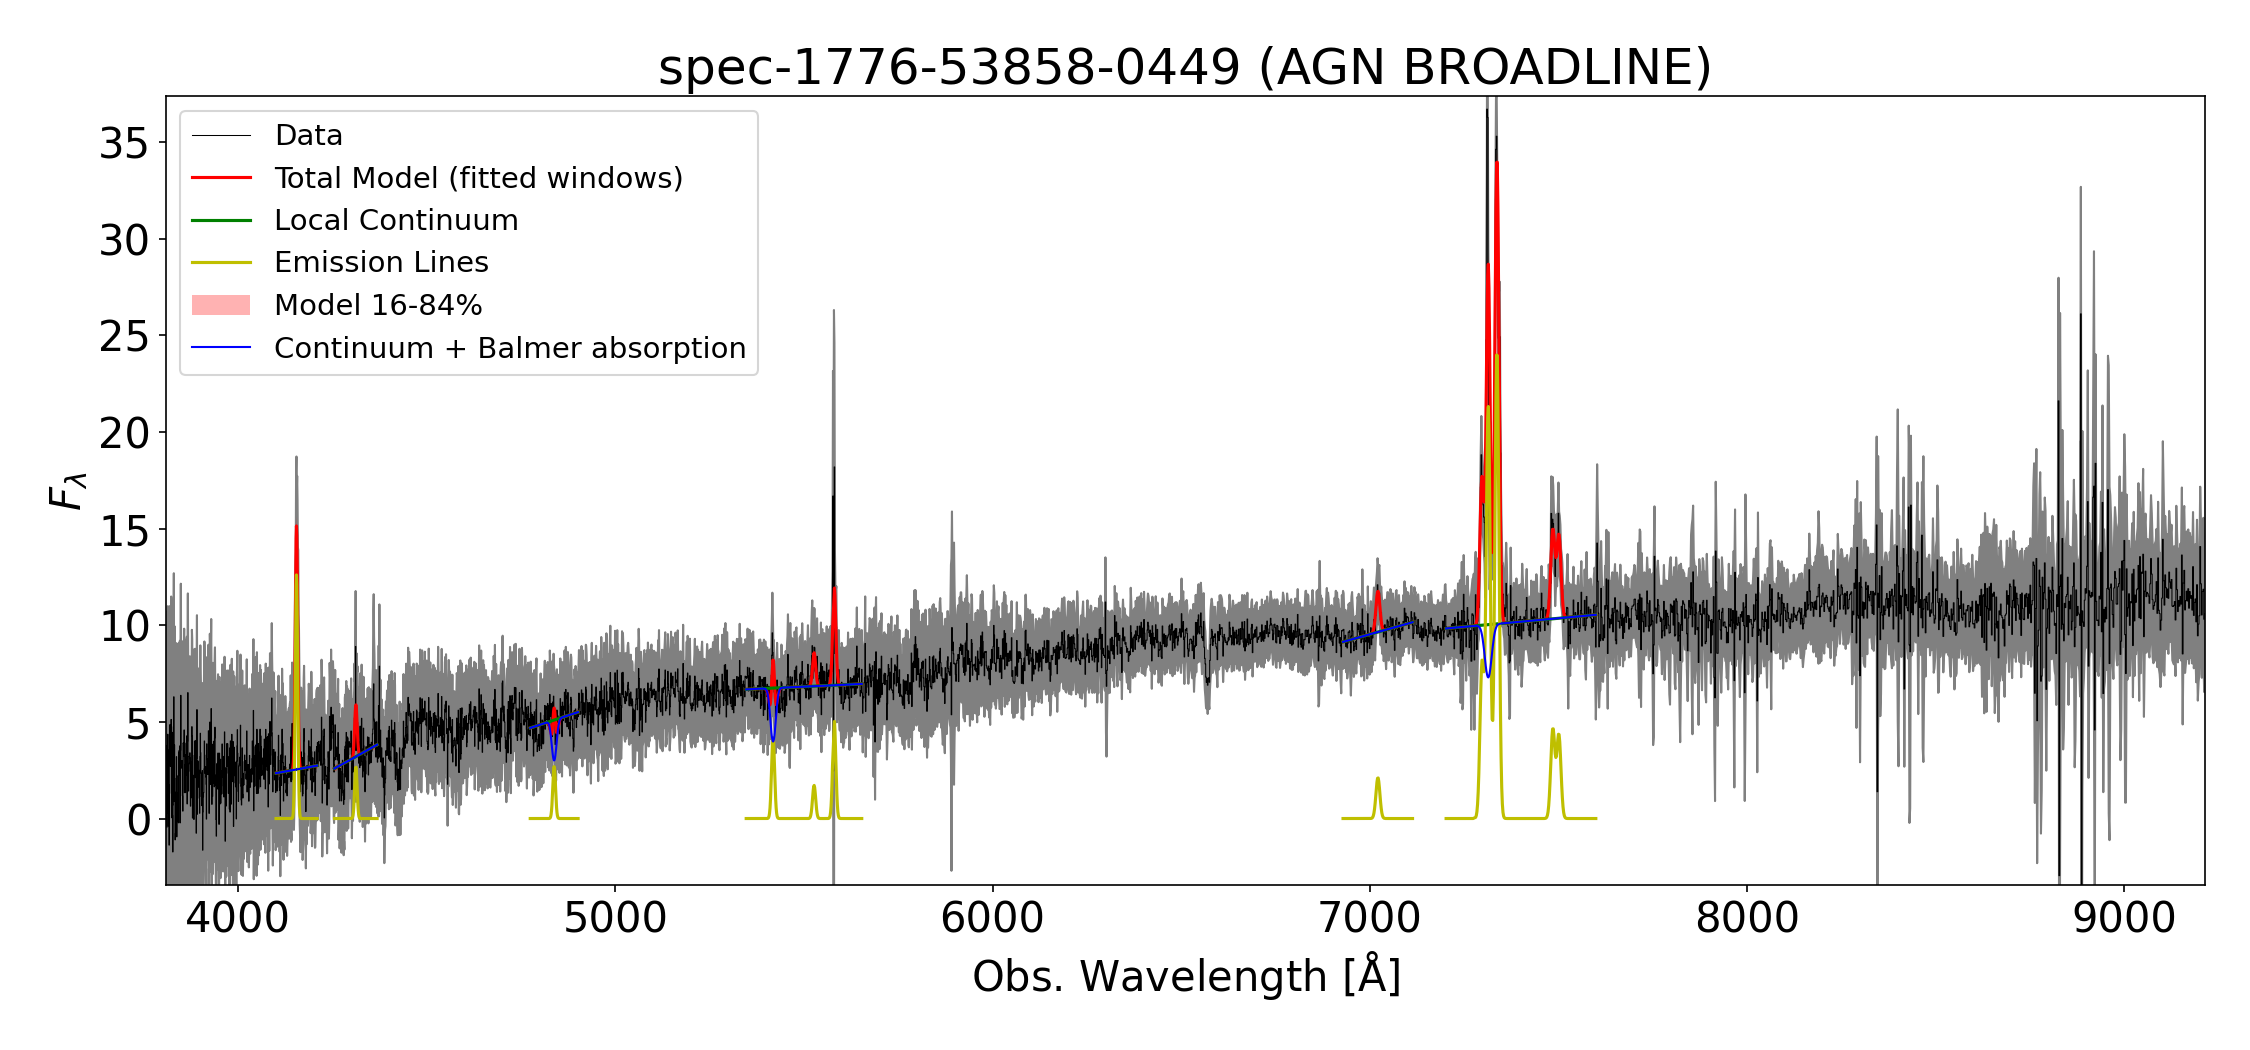 spec-1776-53858-0449 (AGN BROADLINE)
Data
Total Model (fitted windows)
Local Continuum
Emission Lines
Model 16-84%
Continuum + Balmer absorption
35
30
25
20
15
10
5
0
F_λ
4000 5000 6000 7000 8000 9000
Obs. Wavelength [Å]